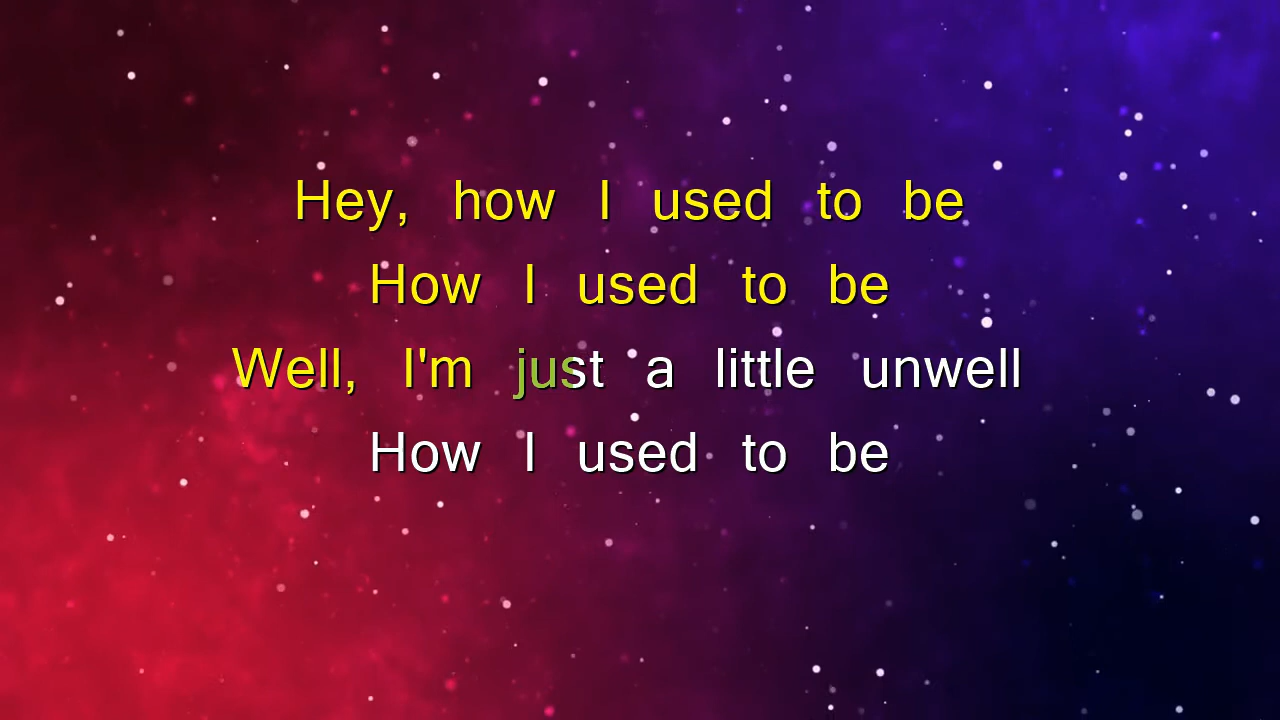 Hey, how I used to be
How I used to be
Well, I'm just a little unwell
How I used to be